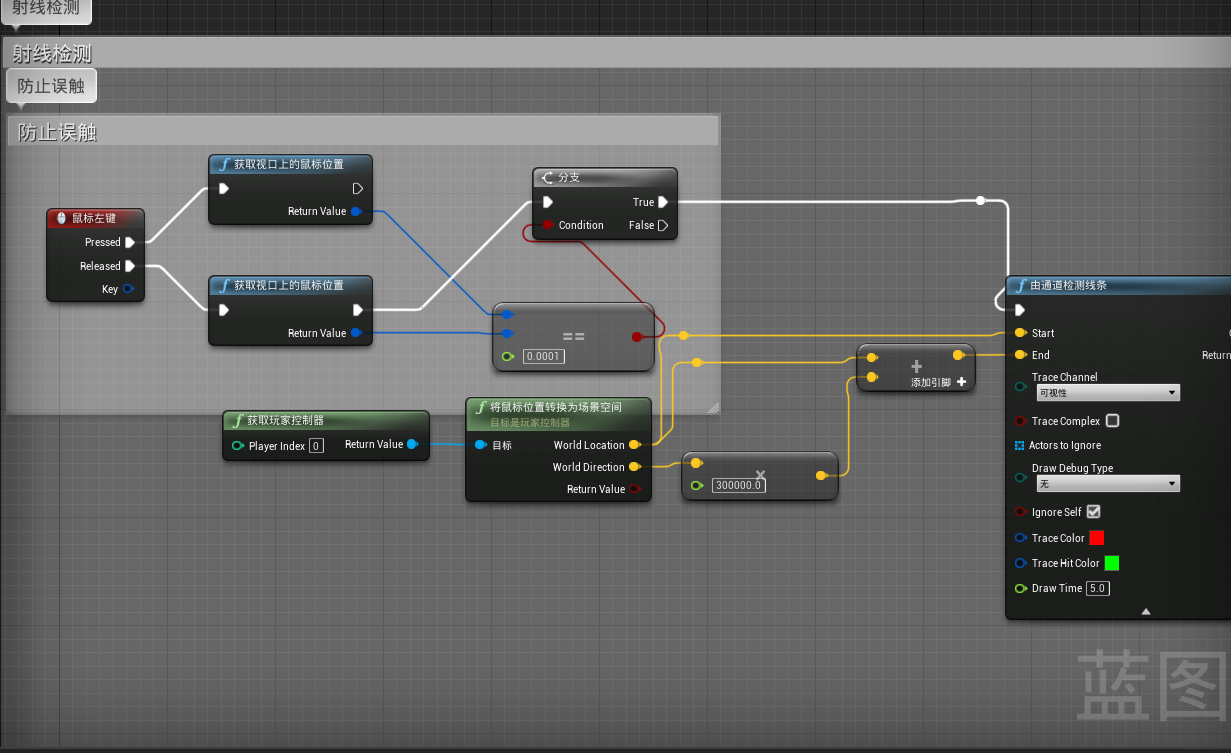 射线检测
射线检测
防止误触
防止误触
获取视口上的鼠标位置
Return Value
鼠标左键
Pressed
Released
Key
获取视口上的鼠标位置
Return Value
分支
True
Condition
False
==
0.0001
获取玩家控制器
Player Index 0
Return Value
将鼠标位置转换为场景空间
目标是玩家控制器
目标
World Location
World Direction
Return Value
×
300000.0
+
添加引脚 +
由通道检测线条
Start
End
Return
Trace Channel
可视性
Trace Complex
Actors to Ignore
Draw Debug Type
无
Ignore Self
Trace Color
Trace Hit Color
Draw Time 5.0
蓝图